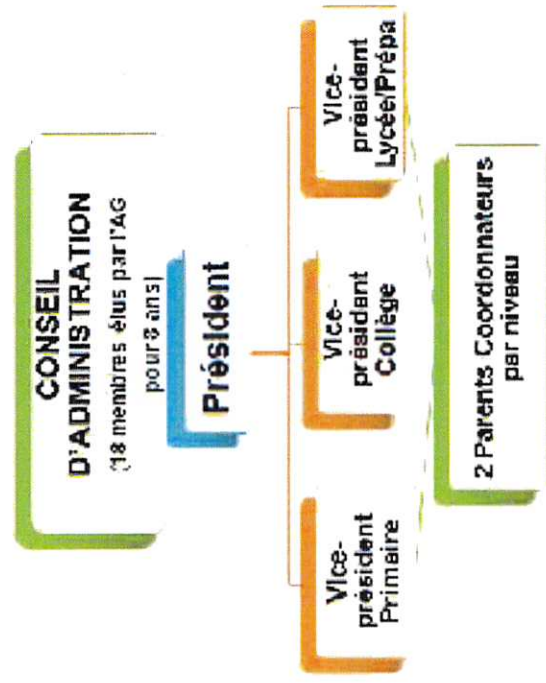 CONSEIL
D'ADMINISTRATION
(18 membres élus par l'AG
pour 6 ans)
Président
Vice-
président
Primaire
Vice-
président
Collège
Vice-
président
Lycée/Prépa
2 Parents Coordonnateurs
par niveau